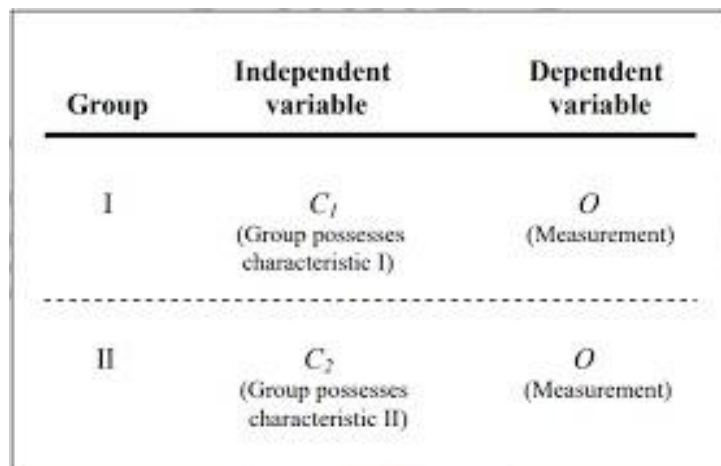 Group Independent variable Dependent variable
I C1 O
(Group possesses characteristic I) (Measurement)
II C2 O
(Group possesses characteristic II) (Measurement)